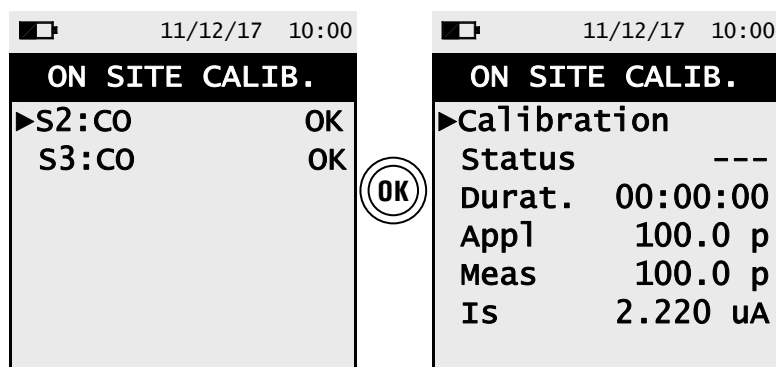 11/12/17 10:00
ON SITE CALIB.
►S2:CO OK
S3:CO OK
OK
11/12/17 10:00
ON SITE CALIB.
►Calibration
Status ---
Durat. 00:00:00
Appl 100.0 p
Meas 100.0 p
Is 2.220 uA